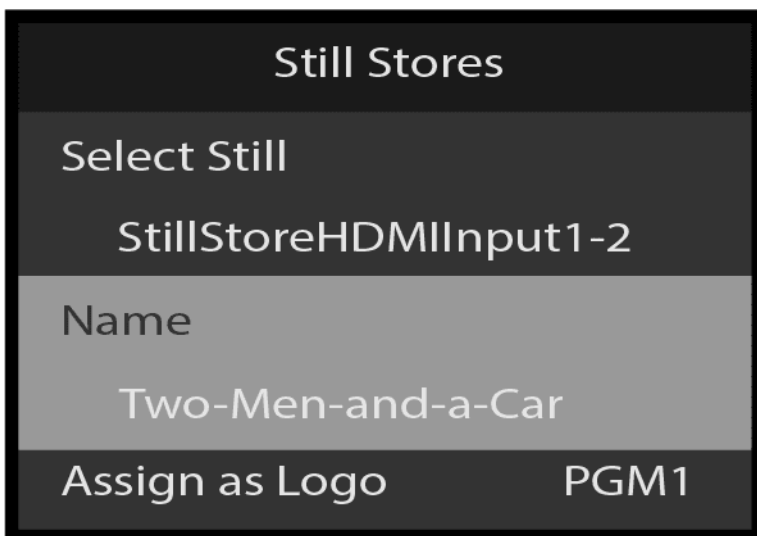 Still Stores
Select Still
StillStoreHDMIInput1-2
Name
Two-Men-and-a-Car
Assign as Logo PGM1